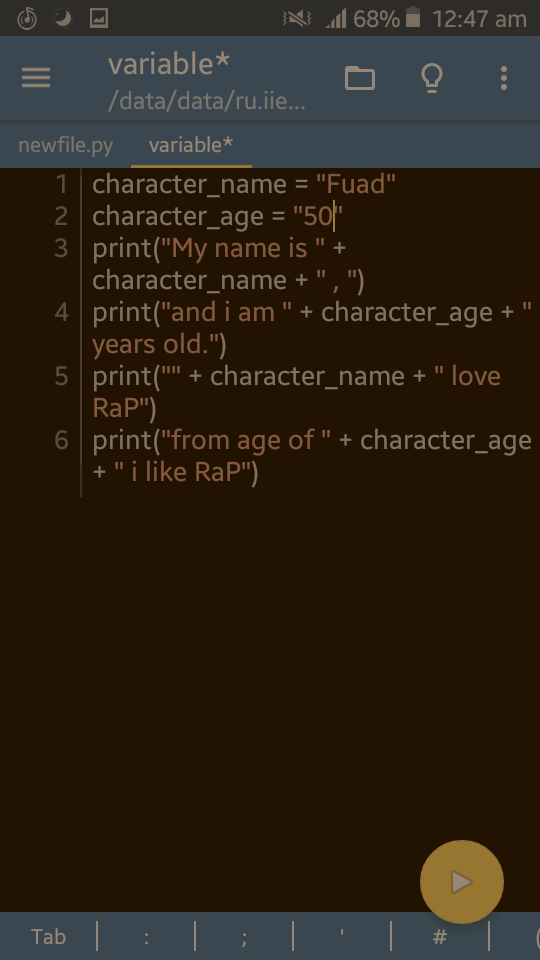 68% 12:47 am
variable*
/data/data/ru.iie...
newfile.py variable*
1 character_name = "Fuad"
2 character_age = "50"
3 print("My name is " +
character_name + " , ")
4 print("and i am " + character_age + "
years old.")
5 print("" + character_name + " love
RaP")
6 print("from age of " + character_age
+ " i like RaP")
Tab : ; ' # (